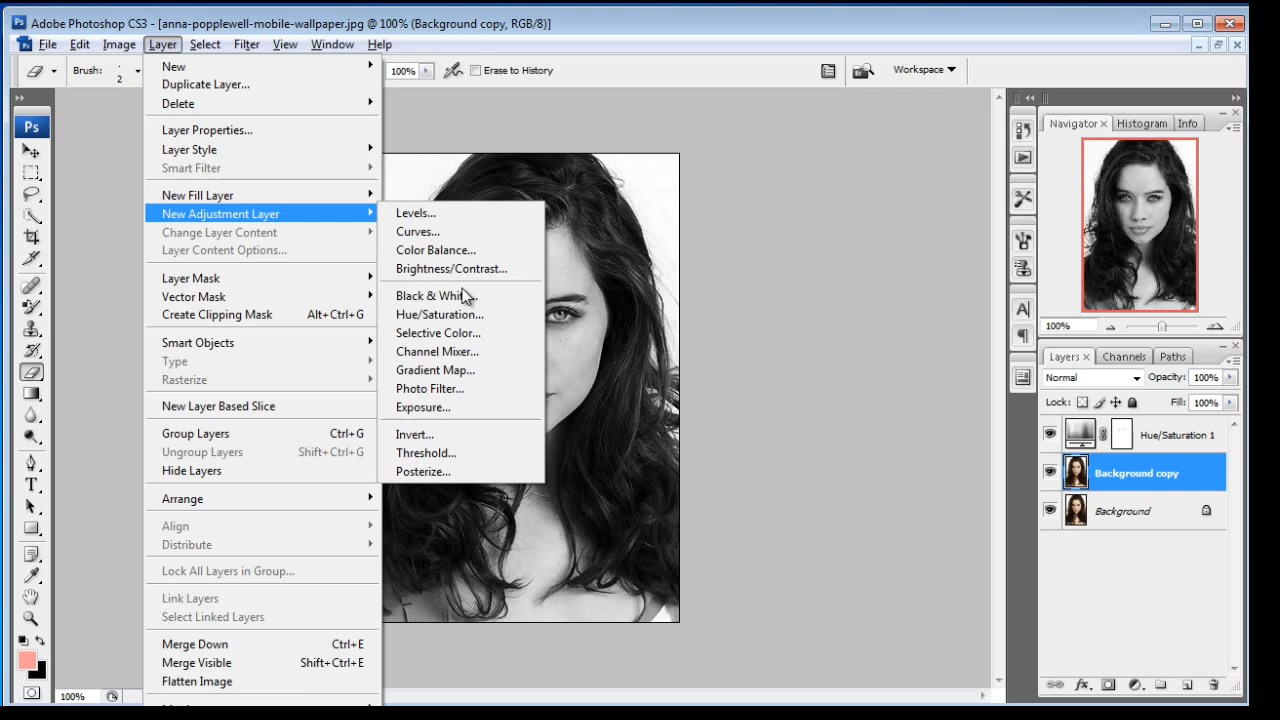 Ps Adobe Photoshop CS3 - [anna-popplewell-mobile-wallpaper.jpg @ 100% (Background copy, RGB/8)]
Ps File Edit Image Layer Select Filter View Window Help
Brush: 2 100% Erase to History Workspace
Ps
New
Duplicate Layer...
Delete
Layer Properties...
Layer Style
Smart Filter
New Fill Layer
New Adjustment Layer
Change Layer Content
Layer Content Options...
Layer Mask
Vector Mask
Create Clipping Mask Alt+Ctrl+G
Smart Objects
Type
Rasterize
New Layer Based Slice
Group Layers Ctrl+G
Ungroup Layers Shift+Ctrl+G
Hide Layers
Arrange
Align
Distribute
Lock All Layers in Group...
Link Layers
Select Linked Layers
Merge Down Ctrl+E
Merge Visible Shift+Ctrl+E
Flatten Image
Levels...
Curves...
Color Balance...
Brightness/Contrast...
Black & Whit...
Hue/Saturation...
Selective Color...
Channel Mixer...
Gradient Map...
Photo Filter...
Exposure...
Invert...
Threshold...
Posterize...
100%
Navigator Histogram Info
100%
Layers Channels Paths
Normal Opacity: 100%
Lock: Fill: 100%
Hue/Saturation 1
Background copy
Background